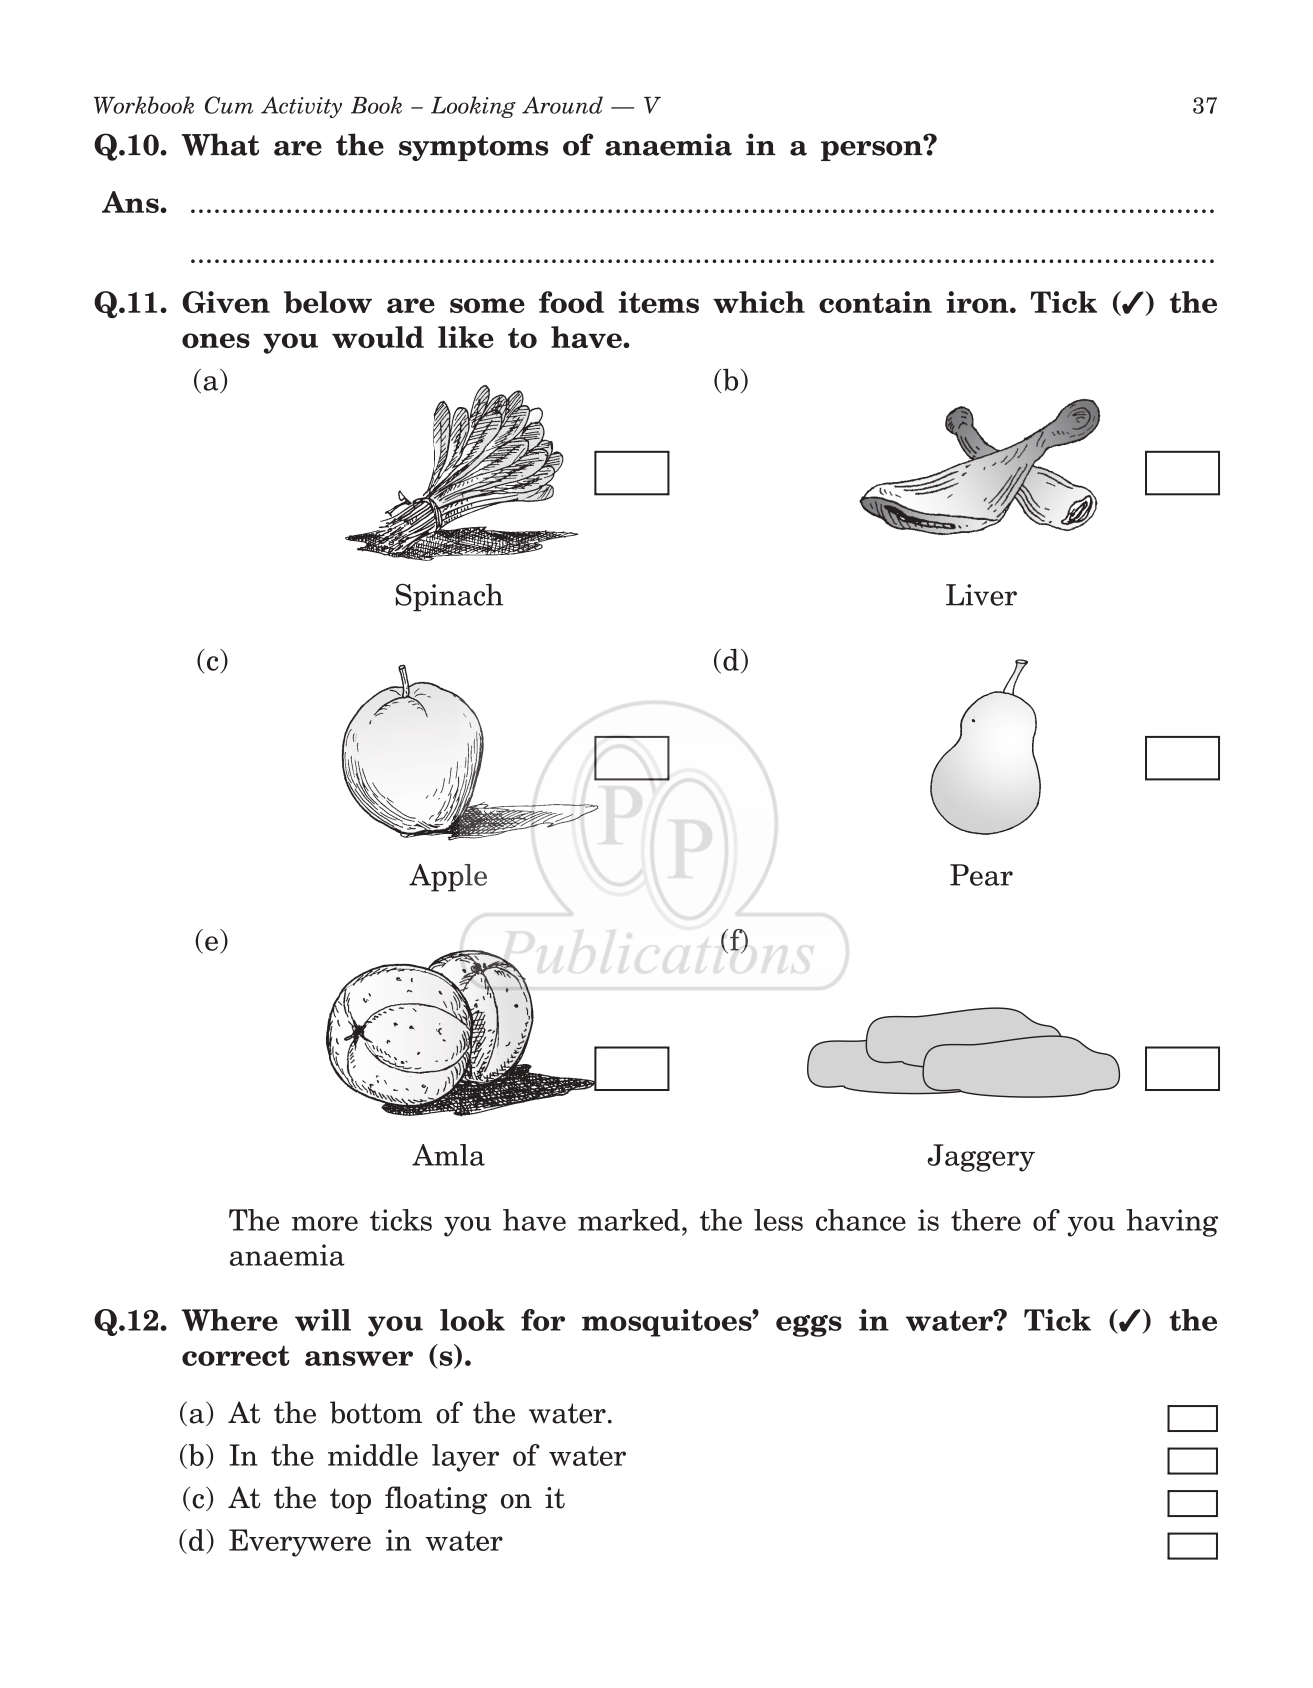 Workbook Cum Activity Book – Looking Around — V 37
Q.10. What are the symptoms of anaemia in a person?
Ans. ................................................................................................................................
................................................................................................................................
Q.11. Given below are some food items which contain iron. Tick (✓) the
ones you would like to have.
(a) (b)
Spinach Liver
(c) (d)
Apple Pear
(e) (f)
Amla Jaggery
PP
Publications
The more ticks you have marked, the less chance is there of you having
anaemia
Q.12. Where will you look for mosquitoes’ eggs in water? Tick (✓) the
correct answer (s).
(a) At the bottom of the water.
(b) In the middle layer of water
(c) At the top floating on it
(d) Everywere in water